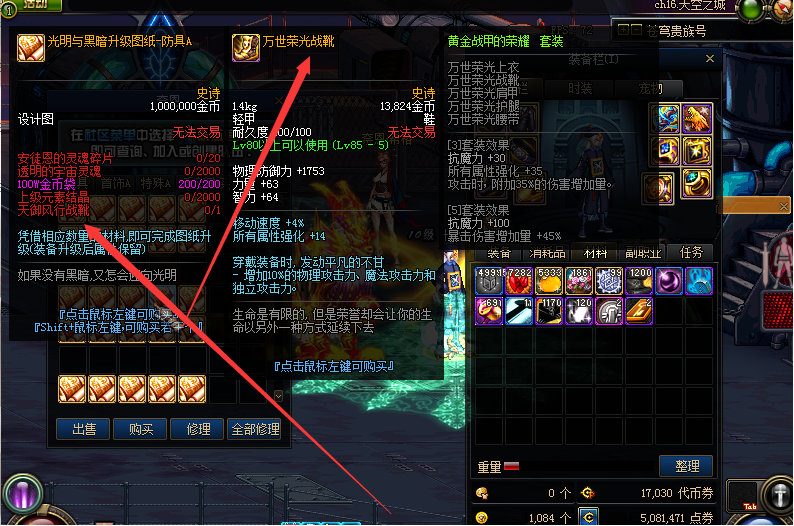 活动
ch16.天空之城
苍穹贵族号
光明与黑暗升级图纸-防具A
史诗
1,000,000金币
设计图
无法交易
安徒恩的灵魂碎片 0/20
透明的宇宙灵魂 0/2000
100W金币袋 200/200
上级元素结晶 0/2000
天御风行战靴 0/1
凭借相应数量的材料,即可完成图纸升
级(装备升级后属性保留)
如果没有黑暗,又怎会迎向光明
『点击鼠标左键可购买』
『Shift+鼠标左键,可购买若干个』
万世荣光战靴
史诗
1.4kg 13,824金币
轻甲 鞋
耐久度 100/100 无法交易
Lv80以上可以使用 (Lv85 - 5)
物理防御力 +1753
力量 +63
智力 +64
移动速度 +4%
所有属性强化 +14
穿戴装备时,发动平凡的不甘
- 增加10%的物理攻击力、魔法攻击力和
独立攻击力。
生命是有限的,但是荣誉却会让你的生
命以另外一种方式延续下去
『点击鼠标左键可购买』
黄金战甲的荣耀 套装
万世荣光上衣
万世荣光战靴
万世荣光肩甲
万世荣光护腿
万世荣光腰带
[3]套装效果
抗魔力 +30
所有属性强化 +35
攻击时,附加35%的伤害增加量。
[5]套装效果
抗魔力 +100
暴击伤害增加量 +45%
装备栏(I)
时装
宠物
首饰A
特殊A
装备
消耗品
材料
副职业
任务
出售
购买
修理
全部修理
重量
整理
0 个
17,030 代币券
1,084 个
5,081,471 点券
Tab